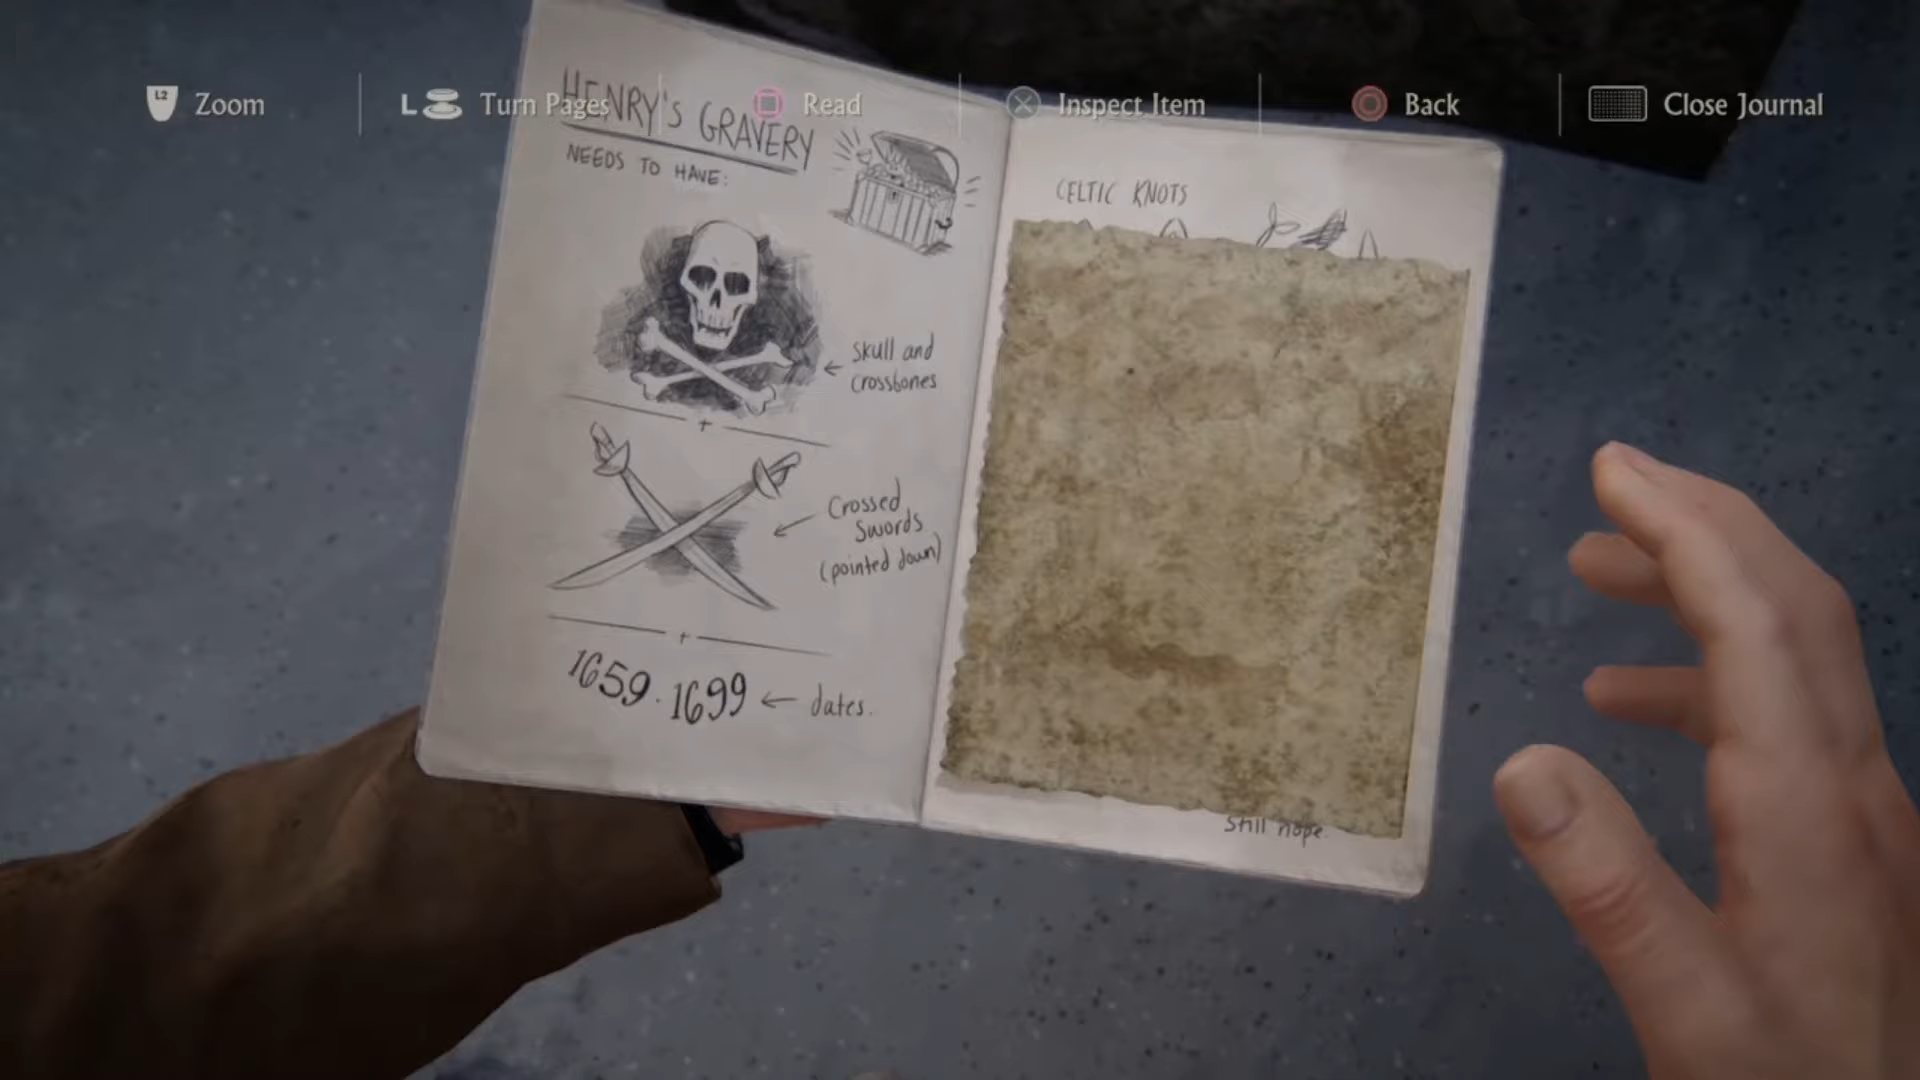 L2 Zoom
L Turn Pages
Read
Inspect Item
Back
Close Journal
HENRY'S GRAVERY
NEEDS TO HAVE:
Skull and
crossbones
Crossed
Swords
(pointed down)
1659 - 1699
dates.
CELTIC KNOTS
Still nope.